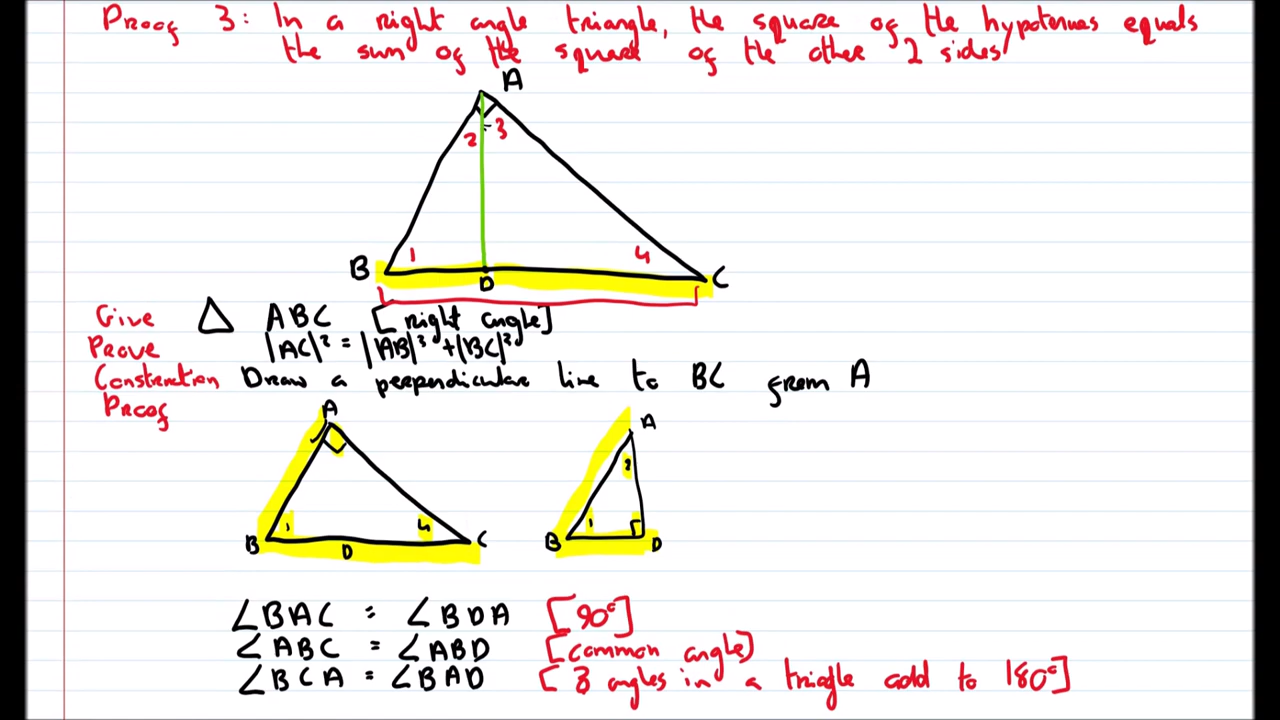 Proof 3: In a right angle triangle, the square of the hypotenues equals
the sum of the square of the other 2 sides
A
2 3
1 4
B D C
Give △ ABC [right angle]
Prove |AC|² = |AB|² + |BC|²
Construction Draw a perpendicular line to BC from A
Proof
A A
2
1 4 1
B D C B D
∠BAC = ∠BDA [90°]
∠ABC = ∠ABD [common angle]
∠BCA = ∠BAD [3 angles in a triagle add to 180°]